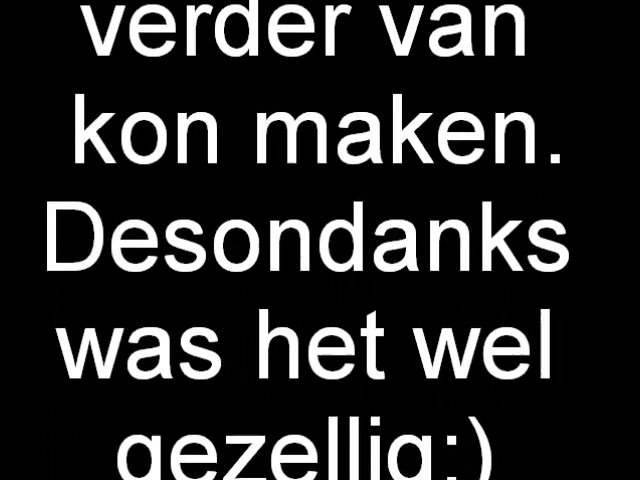 verder van
kon maken.
Desondanks
was het wel
gezellig:)